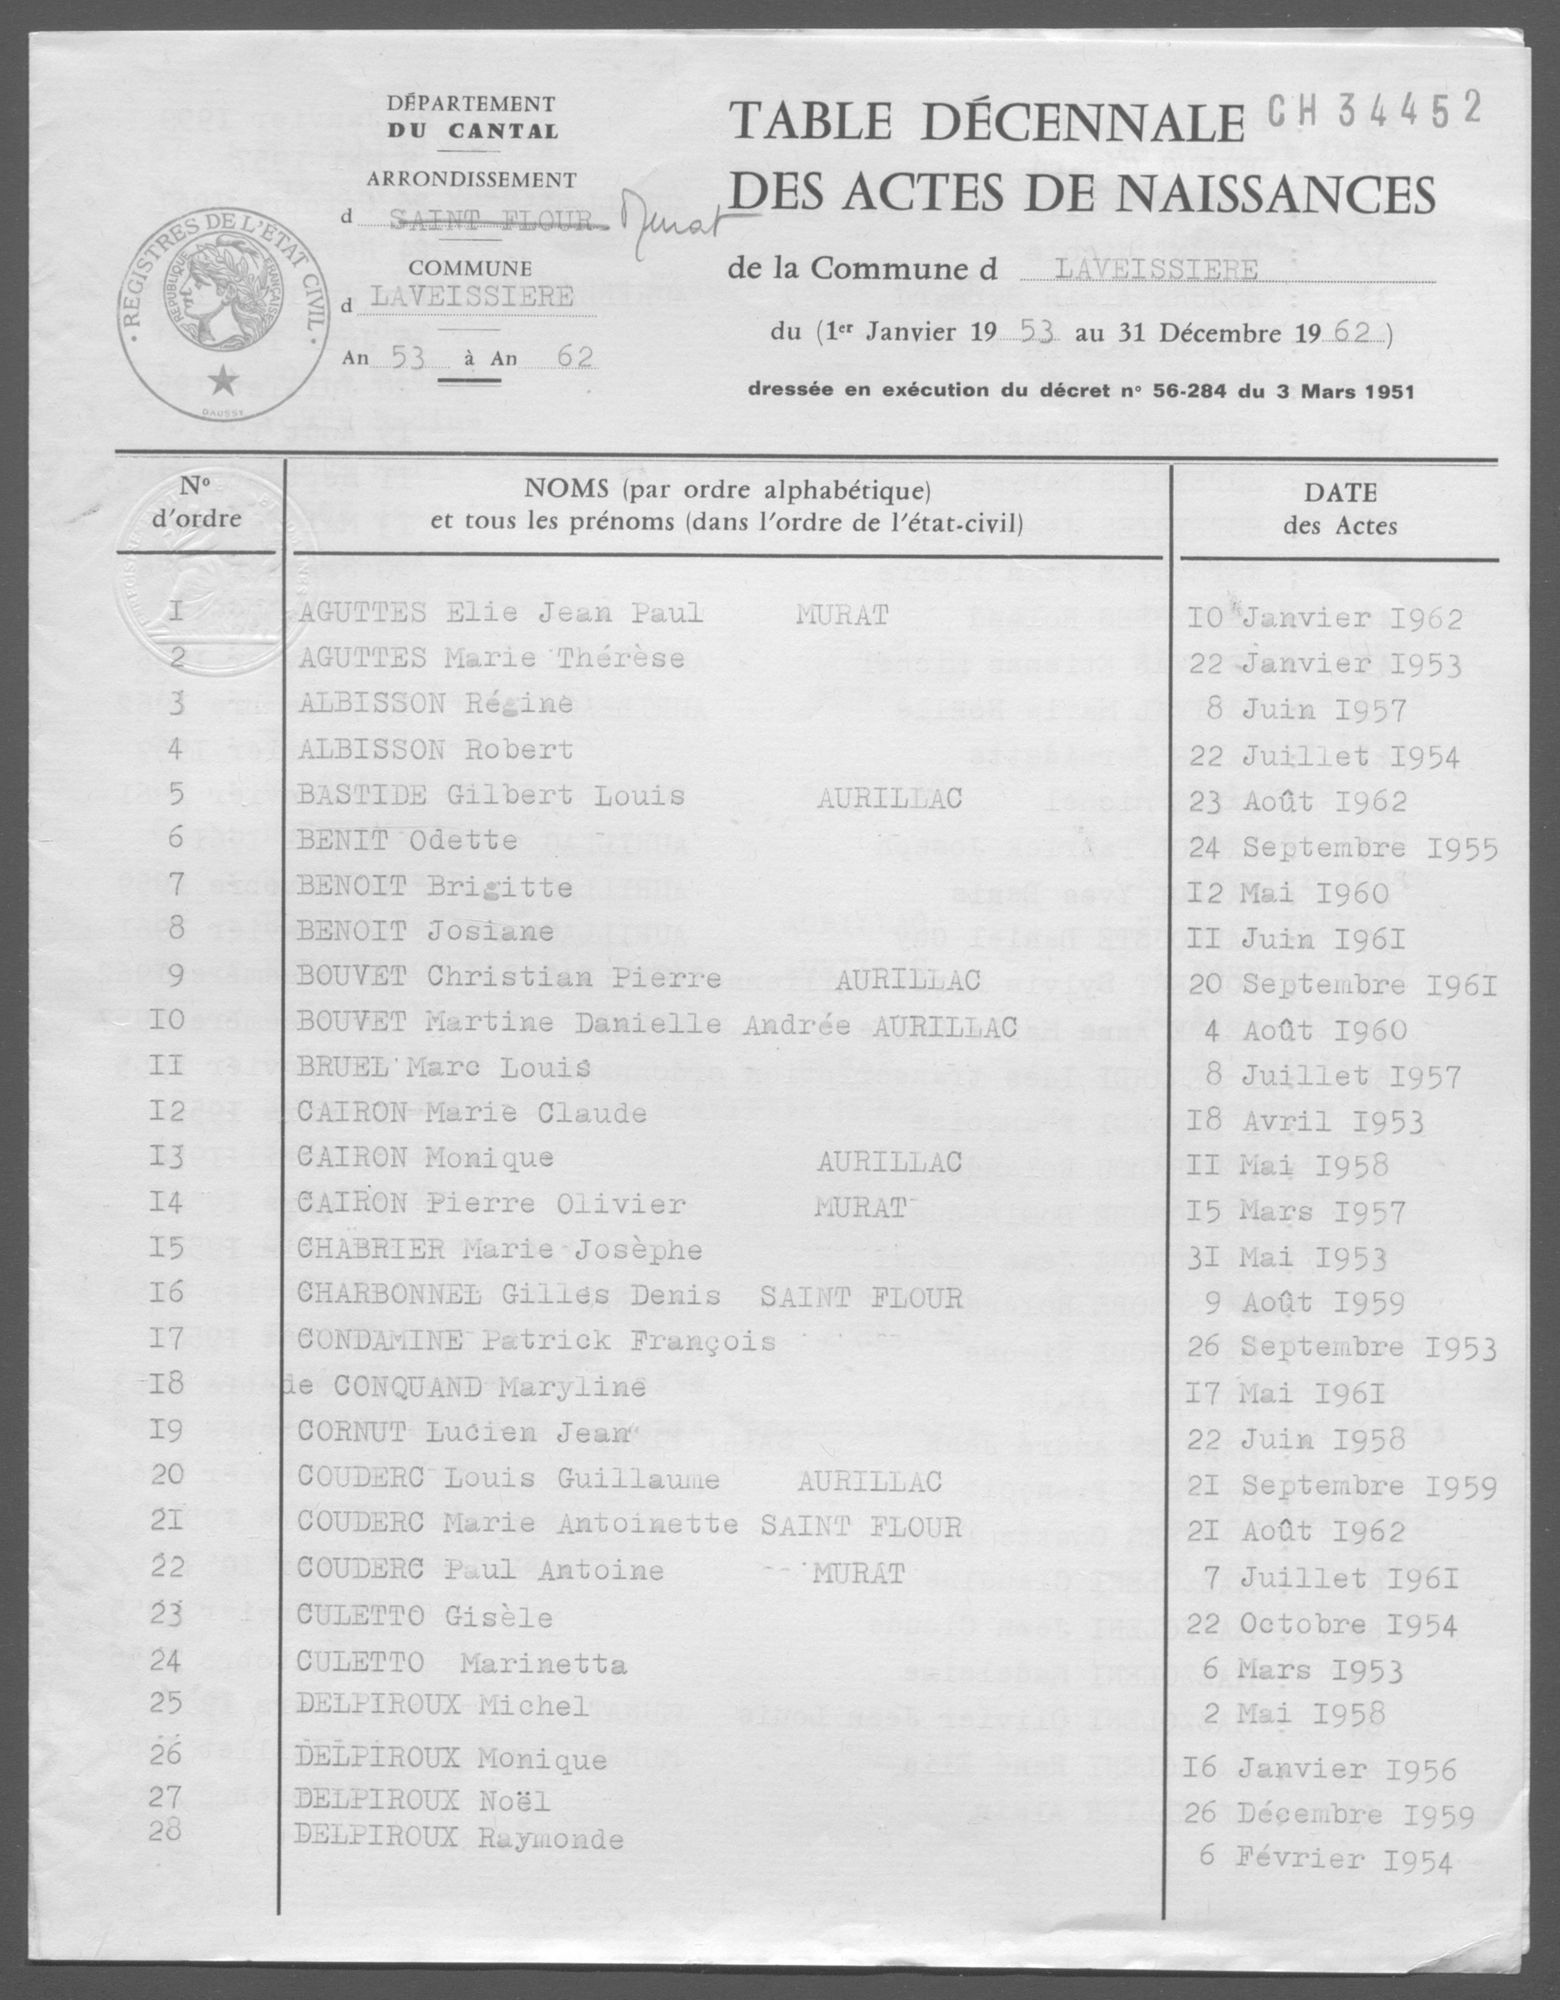 DÉPARTEMENT
DU CANTAL
ARRONDISSEMENT
d SAINT FLOUR Murat
COMMUNE
d LAVEISSIERE
An 53 à An 62
REGISTRES DE L'ÉTAT CIVIL
RÉPUBLIQUE FRANÇAISE
DAUSSY
TABLE DÉCENNALE CH 34452
DES ACTES DE NAISSANCES
de la Commune d LAVEISSIERE
du (1er Janvier 19 53 au 31 Décembre 19 62)
dressée en exécution du décret n° 56-284 du 3 Mars 1951
N° d'ordre
NOMS (par ordre alphabétique)
et tous les prénoms (dans l'ordre de l'état-civil)
DATE
des Actes
I AGUTTES Elie Jean Paul MURAT IO Janvier I962
2 AGUTTES Marie Thérèse 22 Janvier I953
3 ALBISSON Régine 8 Juin I957
4 ALBISSON Robert 22 Juillet I954
5 BASTIDE Gilbert Louis AURILLAC 23 Août I962
6 BENIT Odette 24 Septembre I955
7 BENOIT Brigitte I2 Mai I960
8 BENOIT Josiane II Juin I96I
9 BOUVET Christian Pierre AURILLAC 20 Septembre I96I
IO BOUVET Martine Danielle Andrée AURILLAC 4 Août I960
II BRUEL Marc Louis 8 Juillet I957
I2 CAIRON Marie Claude I8 Avril I953
I3 CAIRON Monique AURILLAC II Mai I958
I4 CAIRON Pierre Olivier MURAT I5 Mars I957
I5 CHABRIER Marie Josèphe 3I Mai I953
I6 CHARBONNEL Gilles Denis SAINT FLOUR 9 Août I959
I7 CONDAMINE Patrick François 26 Septembre I953
I8 de CONQUAND Maryline I7 Mai I96I
I9 CORNUT Lucien Jean 22 Juin I958
20 COUDERC Louis Guillaume AURILLAC 2I Septembre I959
2I COUDERC Marie Antoinette SAINT FLOUR 2I Août I962
22 COUDERC Paul Antoine MURAT 7 Juillet I96I
23 CULETTO Gisèle 22 Octobre I954
24 CULETTO Marinetta 6 Mars I953
25 DELPIROUX Michel 2 Mai I958
26 DELPIROUX Monique I6 Janvier I956
27 DELPIROUX Noël 26 Décembre I959
28 DELPIROUX Raymonde 6 Février I954